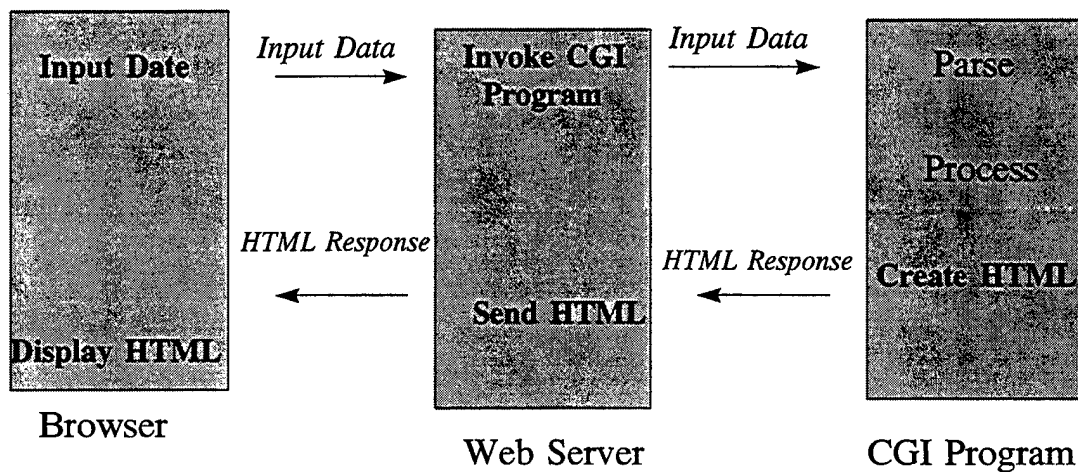 Input Date
Display HTML
Browser
Input Data
HTML Response
Invoke CGI
Program
Send HTML
Web Server
Input Data
HTML Response
Parse
Process
Create HTML
CGI Program